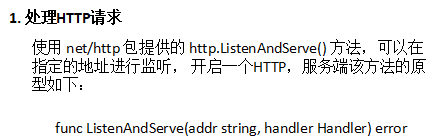 1. 处理HTTP请求
使用 net/http 包提供的 http.ListenAndServe() 方法，可以在
指定的地址进行监听， 开启一个HTTP，服务端该方法的原
型如下：
func ListenAndServe(addr string, handler Handler) error